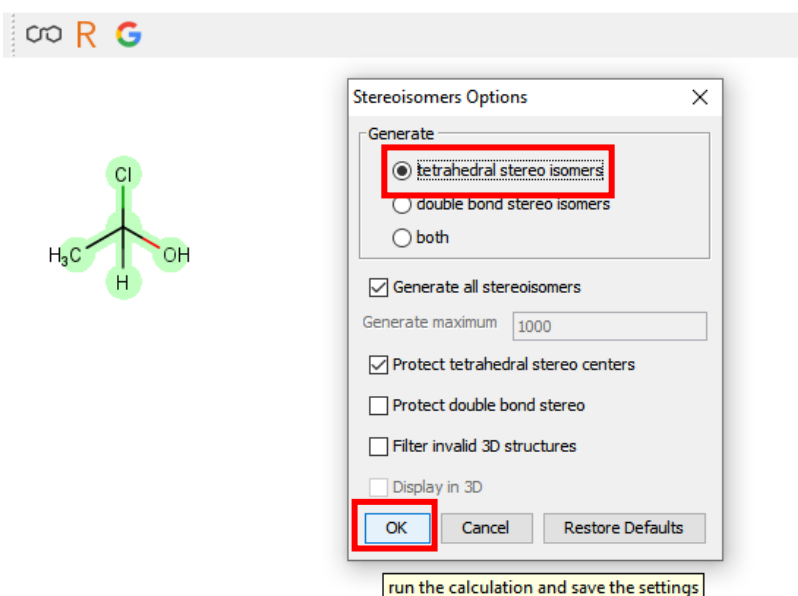 R G
Stereoisomers Options
Generate
tetrahedral stereo isomers
double bond stereo isomers
both
Cl
H3C
OH
H
Generate all stereoisomers
Generate maximum 1000
Protect tetrahedral stereo centers
Protect double bond stereo
Filter invalid 3D structures
Display in 3D
OK Cancel Restore Defaults
run the calculation and save the settings